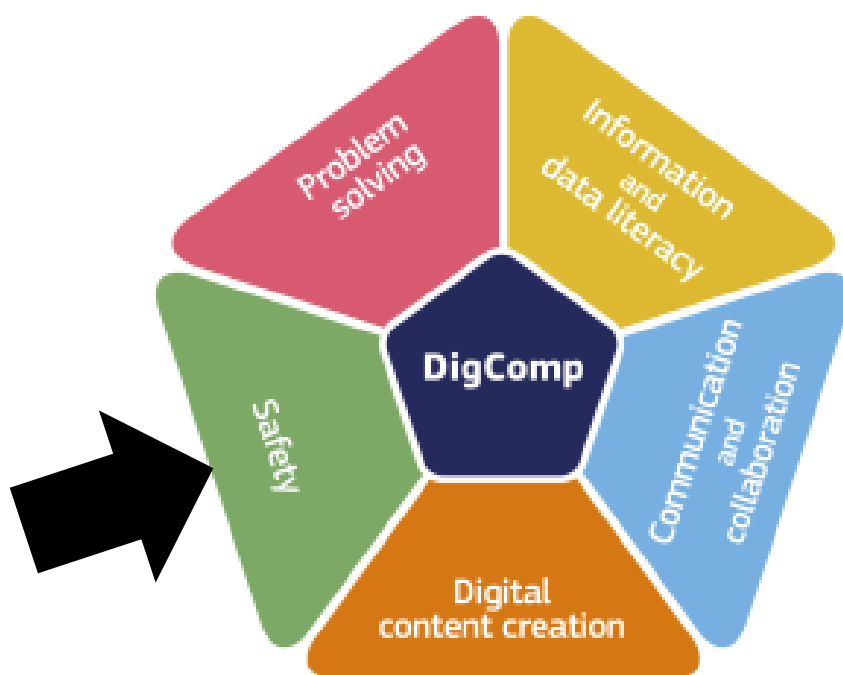 Problem
solving
Information
and
data literacy
DigComp
Safety
Communication
and
collaboration
Digital
content creation